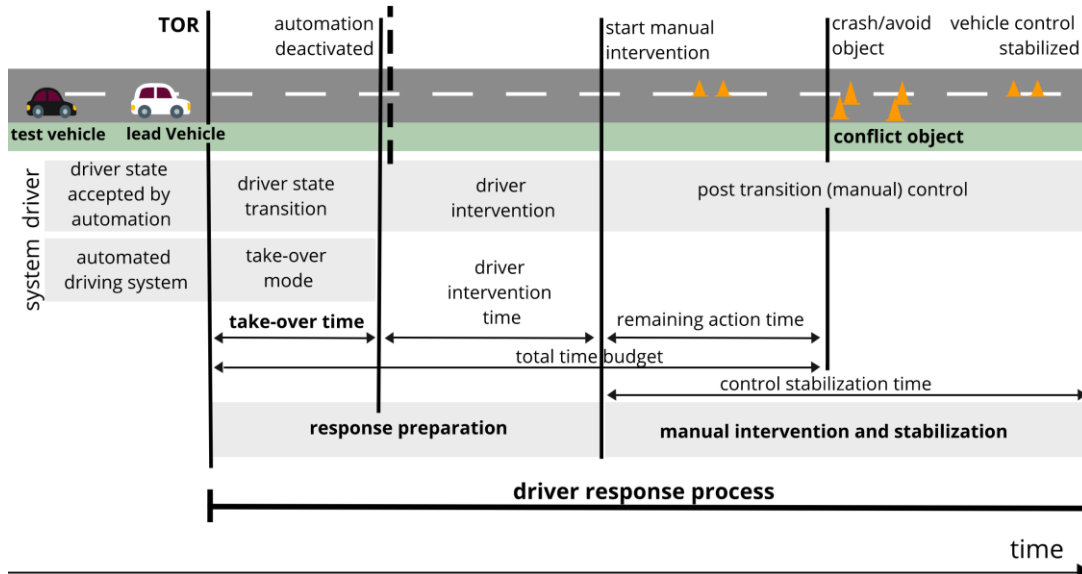 TOR
automation
deactivated
start manual
intervention
crash/avoid
object
vehicle control
stabilized
test vehicle
lead Vehicle
conflict object
driver
driver state
accepted by
automation
driver state
transition
driver
intervention
post transition (manual) control
system
automated
driving system
take-over
mode
driver
intervention
time
take-over time
remaining action time
total time budget
control stabilization time
response preparation
manual intervention and stabilization
driver response process
time